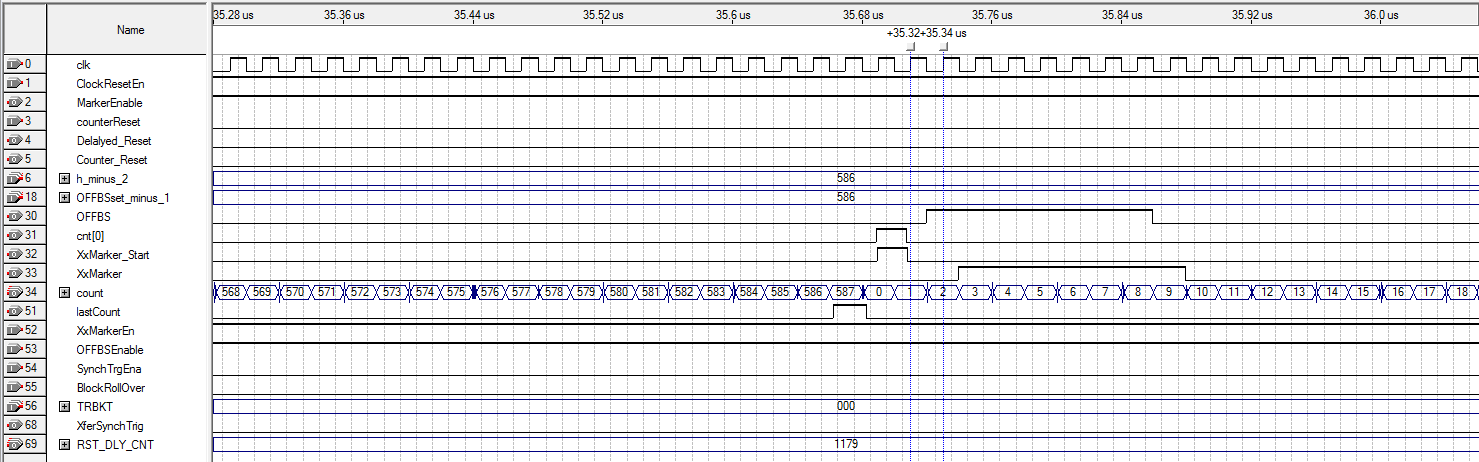 35.28 us 35.36 us 35.44 us 35.52 us 35.6 us 35.68 us 35.76 us 35.84 us 35.92 us 36.0 us
Name
+35.32+35.34 us
0 clk
1 ClockResetEn
2 MarkerEnable
3 counterReset
4 Delalyed_Reset
5 Counter_Reset
6 h_minus_2 586
18 OFFBSset_minus_1 586
30 OFFBS
31 cnt[0]
32 XxMarker_Start
33 XxMarker
34 count 568 569 570 571 572 573 574 575 576 577 578 579 580 581 582 583 584 585 586 587 0 1 2 3 4 5 6 7 8 9 10 11 12 13 14 15 16 17 18
51 lastCount
52 XxMarkerEn
53 OFFBSEnable
54 SynchTrgEna
55 BlockRollOver
56 TRBKT 000
68 XferSynchTrig
69 RST_DLY_CNT 1179